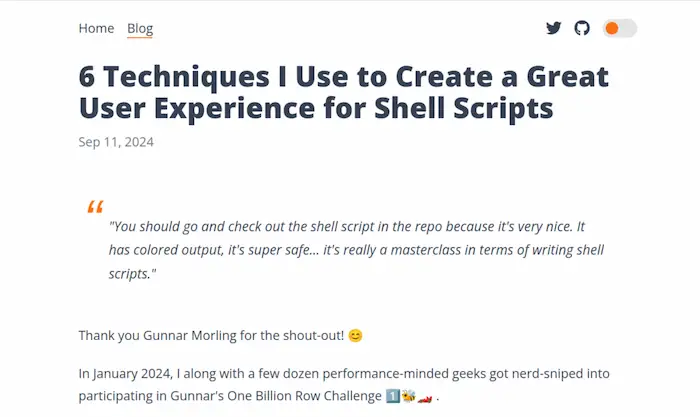 Home Blog
6 Techniques I Use to Create a Great
User Experience for Shell Scripts
Sep 11, 2024
“
"You should go and check out the shell script in the repo because it's very nice. It
has colored output, it's super safe... it's really a masterclass in terms of writing shell
scripts."
Thank you Gunnar Morling for the shout-out! 😊
In January 2024, I along with a few dozen performance-minded geeks got nerd-sniped into
participating in Gunnar's One Billion Row Challenge 1️⃣🐝🏎️ .